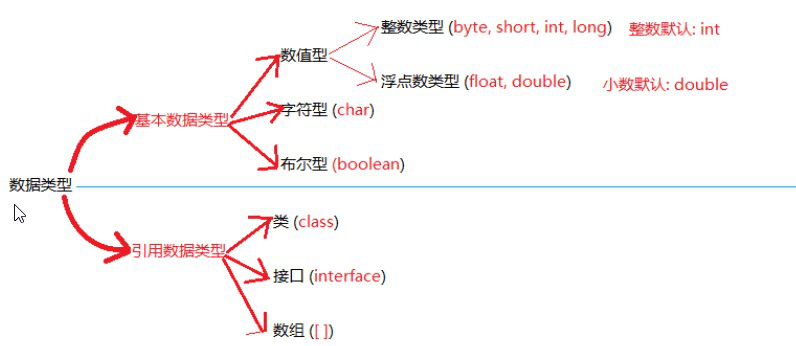 整数类型 (byte, short, int, long) 整数默认: int
数值型
浮点数类型 (float, double) 小数默认: double
基本数据类型
字符型 (char)
布尔型 (boolean)
数据类型
类 (class)
引用数据类型
接口 (interface)
数组 ([ ])